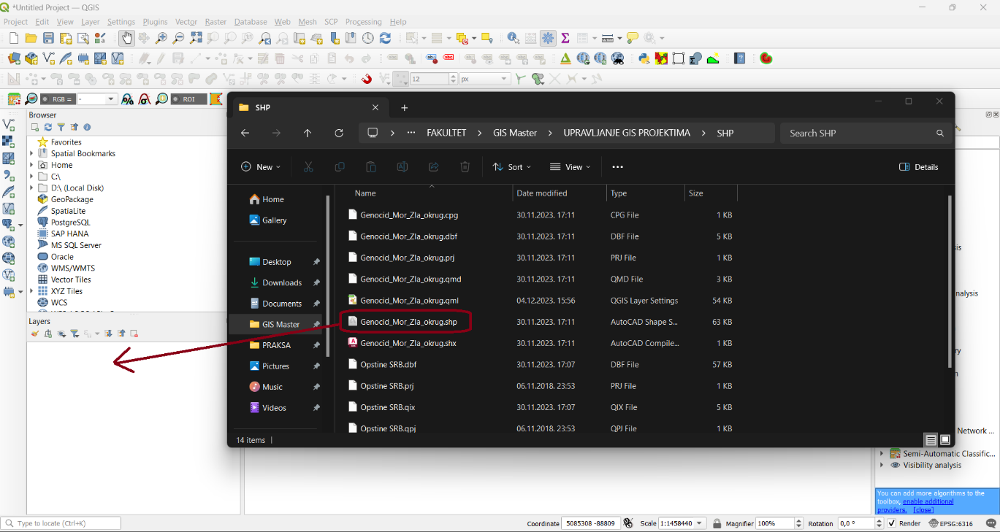 *Untitled Project — QGIS
Project Edit View Layer Settings Plugins Vector Raster Database Web Mesh SCP Processing Help
12 px
RGB = - ROI
Browser
Favorites
Spatial Bookmarks
Home
C:\
D:\ (Local Disk)
GeoPackage
SpatiaLite
PostgreSQL
SAP HANA
MS SQL Server
Oracle
WMS/WMTS
Vector Tiles
XYZ Tiles
WCS
Layers
SHP
FAKULTET > GIS Master > UPRAVLJANJE GIS PROJEKTIMA > SHP
Search SHP
New Sort View ... Details
Home
Gallery
Desktop
Downloads
Documents
GIS Master
PRAKSA
Pictures
Music
Videos
Name Date modified Type Size
Genocid_Mor_Zla_okrug.cpg 30.11.2023. 17:11 CPG File 1 KB
Genocid_Mor_Zla_okrug.dbf 30.11.2023. 17:11 DBF File 5 KB
Genocid_Mor_Zla_okrug.prj 30.11.2023. 17:11 PRJ File 1 KB
Genocid_Mor_Zla_okrug.qmd 30.11.2023. 17:11 QMD File 3 KB
Genocid_Mor_Zla_okrug.qml 04.12.2023. 15:56 QGIS Layer Settings 54 KB
Genocid_Mor_Zla_okrug.shp 30.11.2023. 17:11 AutoCAD Shape S... 63 KB
Genocid_Mor_Zla_okrug.shx 30.11.2023. 17:11 AutoCAD Compile... 1 KB
Opstine SRB.dbf 30.11.2023. 17:07 DBF File 57 KB
Opstine SRB.prj 06.11.2018. 23:53 PRJ File 1 KB
Opstine SRB.qix 30.11.2023. 17:07 QIX File 5 KB
Opstine SRB.qpj 06.11.2018. 23:53 QPJ File 1 KB
14 items
Network ...
Semi-Automatic Classific...
Visibility analysis
You can add more algorithms to the
toolbox, enable additional
providers. [close]
Type to locate (Ctrl+K)
Coordinate 5085308 -88809 Scale 1:1458440 Magnifier 100% Rotation 0,0 ° Render EPSG:6316